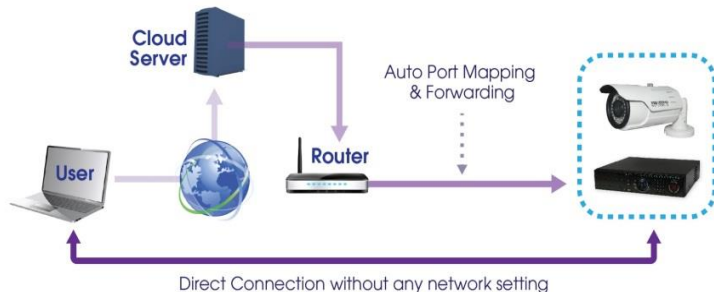 Cloud
Server
Auto Port Mapping
& Forwarding
User
Router
Direct Connection without any network setting